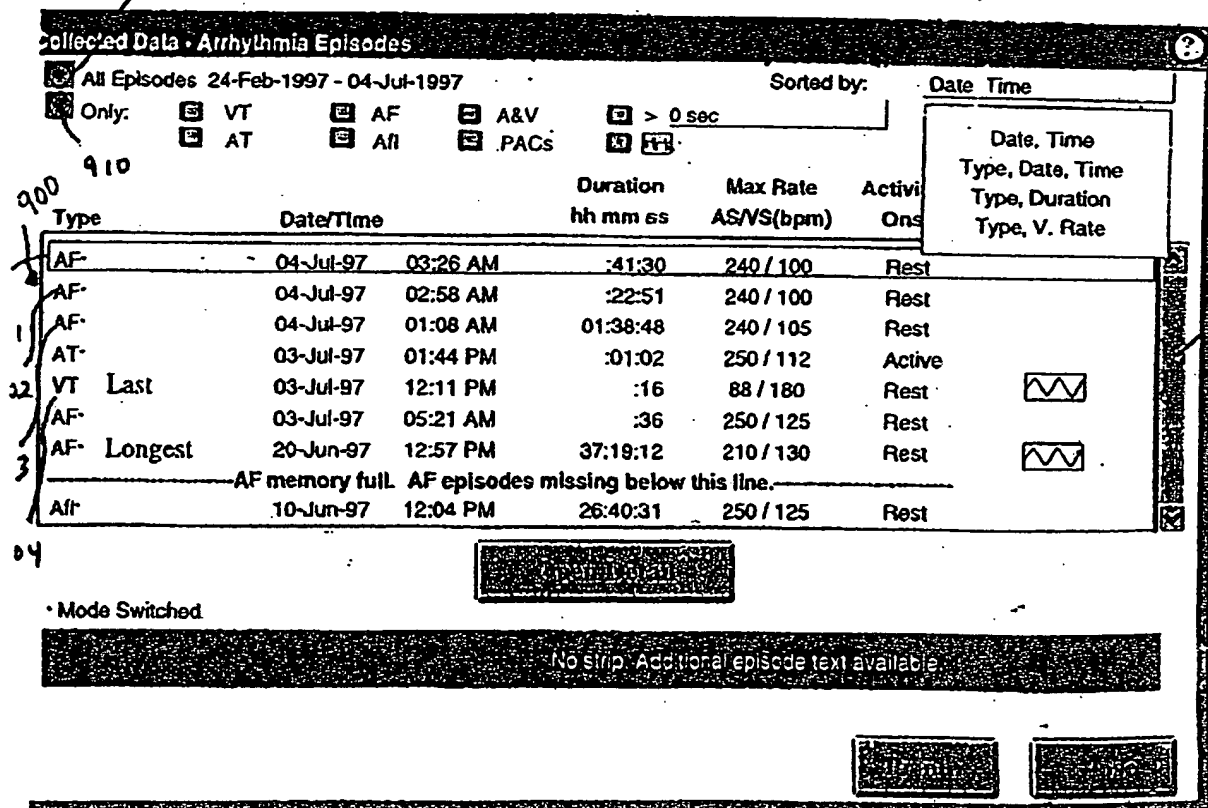 Collected Data • Arrhythmia Episodes ?
All Episodes 24-Feb-1997 - 04-Jul-1997 Sorted by: Date Time
Only: VT AF A&V > 0 sec
AT Afl .PACs
Date, Time
Type, Date, Time
Type, Duration
Type, V. Rate
910
900
Duration Max Rate Activi
Type Date/Time hh mm ss AS/VS(bpm) Ons
AF• 04-Jul-97 03:26 AM :41:30 240 / 100 Rest
AF• 04-Jul-97 02:58 AM :22:51 240 / 100 Rest
AF• 04-Jul-97 01:08 AM 01:38:48 240 / 105 Rest
AT• 03-Jul-97 01:44 PM :01:02 250 / 112 Active
VT Last 03-Jul-97 12:11 PM :16 88 / 180 Rest
AF• 03-Jul-97 05:21 AM :36 250 / 125 Rest
AF• Longest 20-Jun-97 12:57 PM 37:19:12 210 / 130 Rest
AF memory full. AF episodes missing below this line.
Afl• 10-Jun-97 12:04 PM 26:40:31 250 / 125 Rest
1
22
3
04
• Mode Switched
No strip. Additional episode text available.